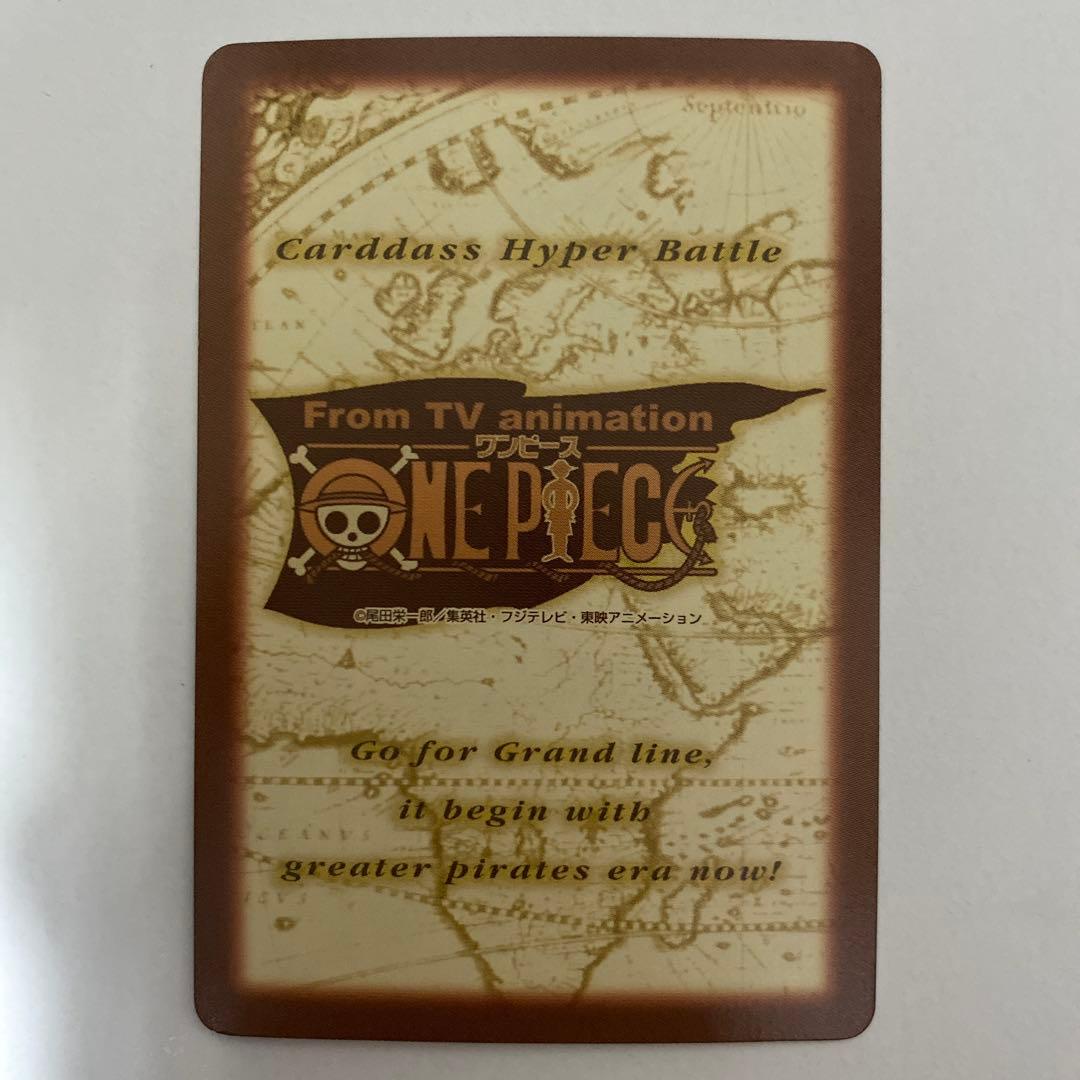 Septentrio
Carddass Hyper Battle
From TV animation
ワンピース
ONE PIECE
©尾田栄一郎／集英社・フジテレビ・東映アニメーション
Go for Grand line,
it begin with
greater pirates era now!